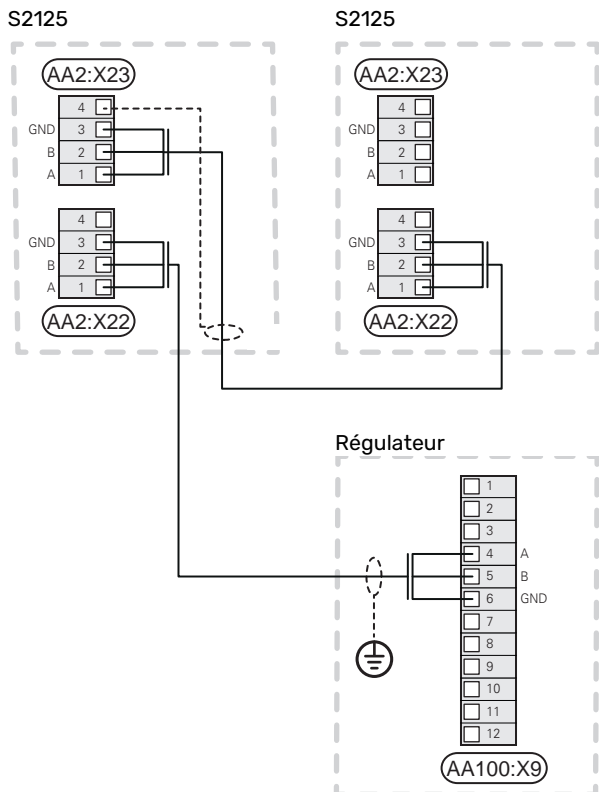 S2125 S2125
AA2:X23 AA2:X23
4 4
GND 3 GND 3
B 2 B 2
A 1 A 1
4 4
GND 3 GND 3
B 2 B 2
A 1 A 1
AA2:X22 AA2:X22
Régulateur
1
2
3
4 A
5 B
6 GND
7
8
9
10
11
12
AA100:X9